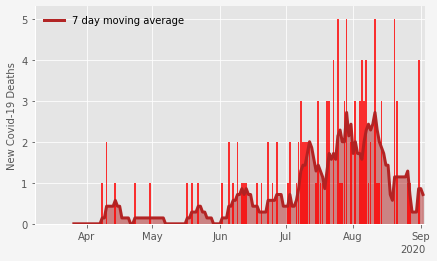 7 day moving average
New Covid-19 Deaths
5
4
3
2
1
0
Apr
May
Jun
Jul
Aug
Sep
2020